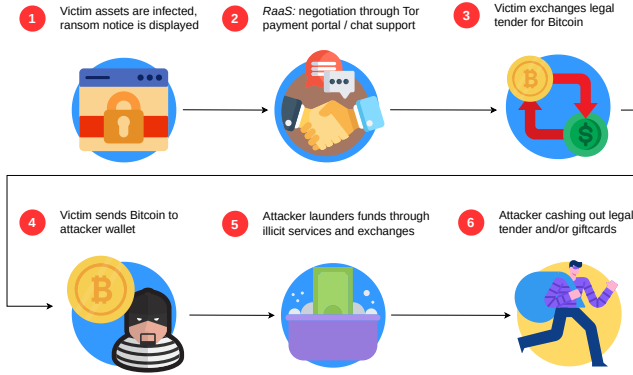 1
Victim assets are infected,
ransom notice is displayed
2
RaaS: negotiation through Tor
payment portal / chat support
3
Victim exchanges legal
tender for Bitcoin
4
Victim sends Bitcoin to
attacker wallet
5
Attacker launders funds through
illicit services and exchanges
6
Attacker cashing out legal
tender and/or giftcards